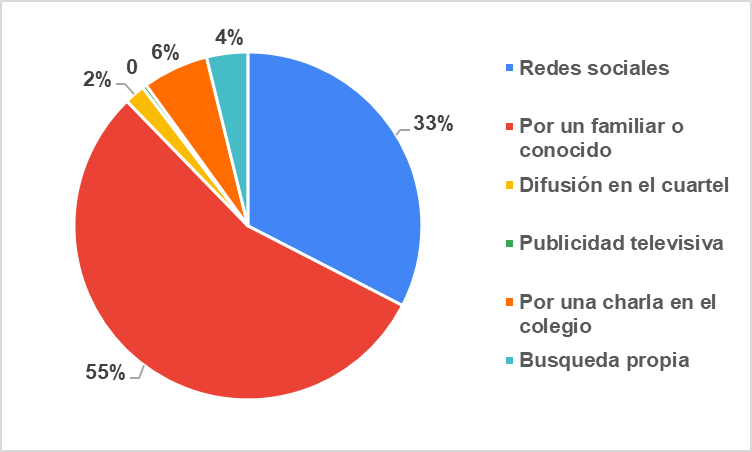 4%
6%
0
2%
33%
55%
Redes sociales
Por un familiar o
conocido
Difusión en el cuartel
Publicidad televisiva
Por una charla en el
colegio
Busqueda propia